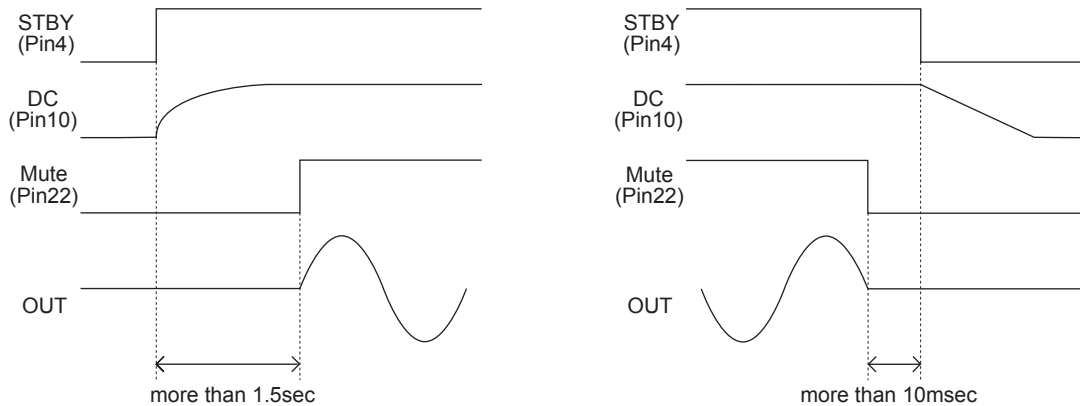 STBY
(Pin4)
DC
(Pin10)
Mute
(Pin22)
OUT
more than 1.5sec
STBY
(Pin4)
DC
(Pin10)
Mute
(Pin22)
OUT
more than 10msec